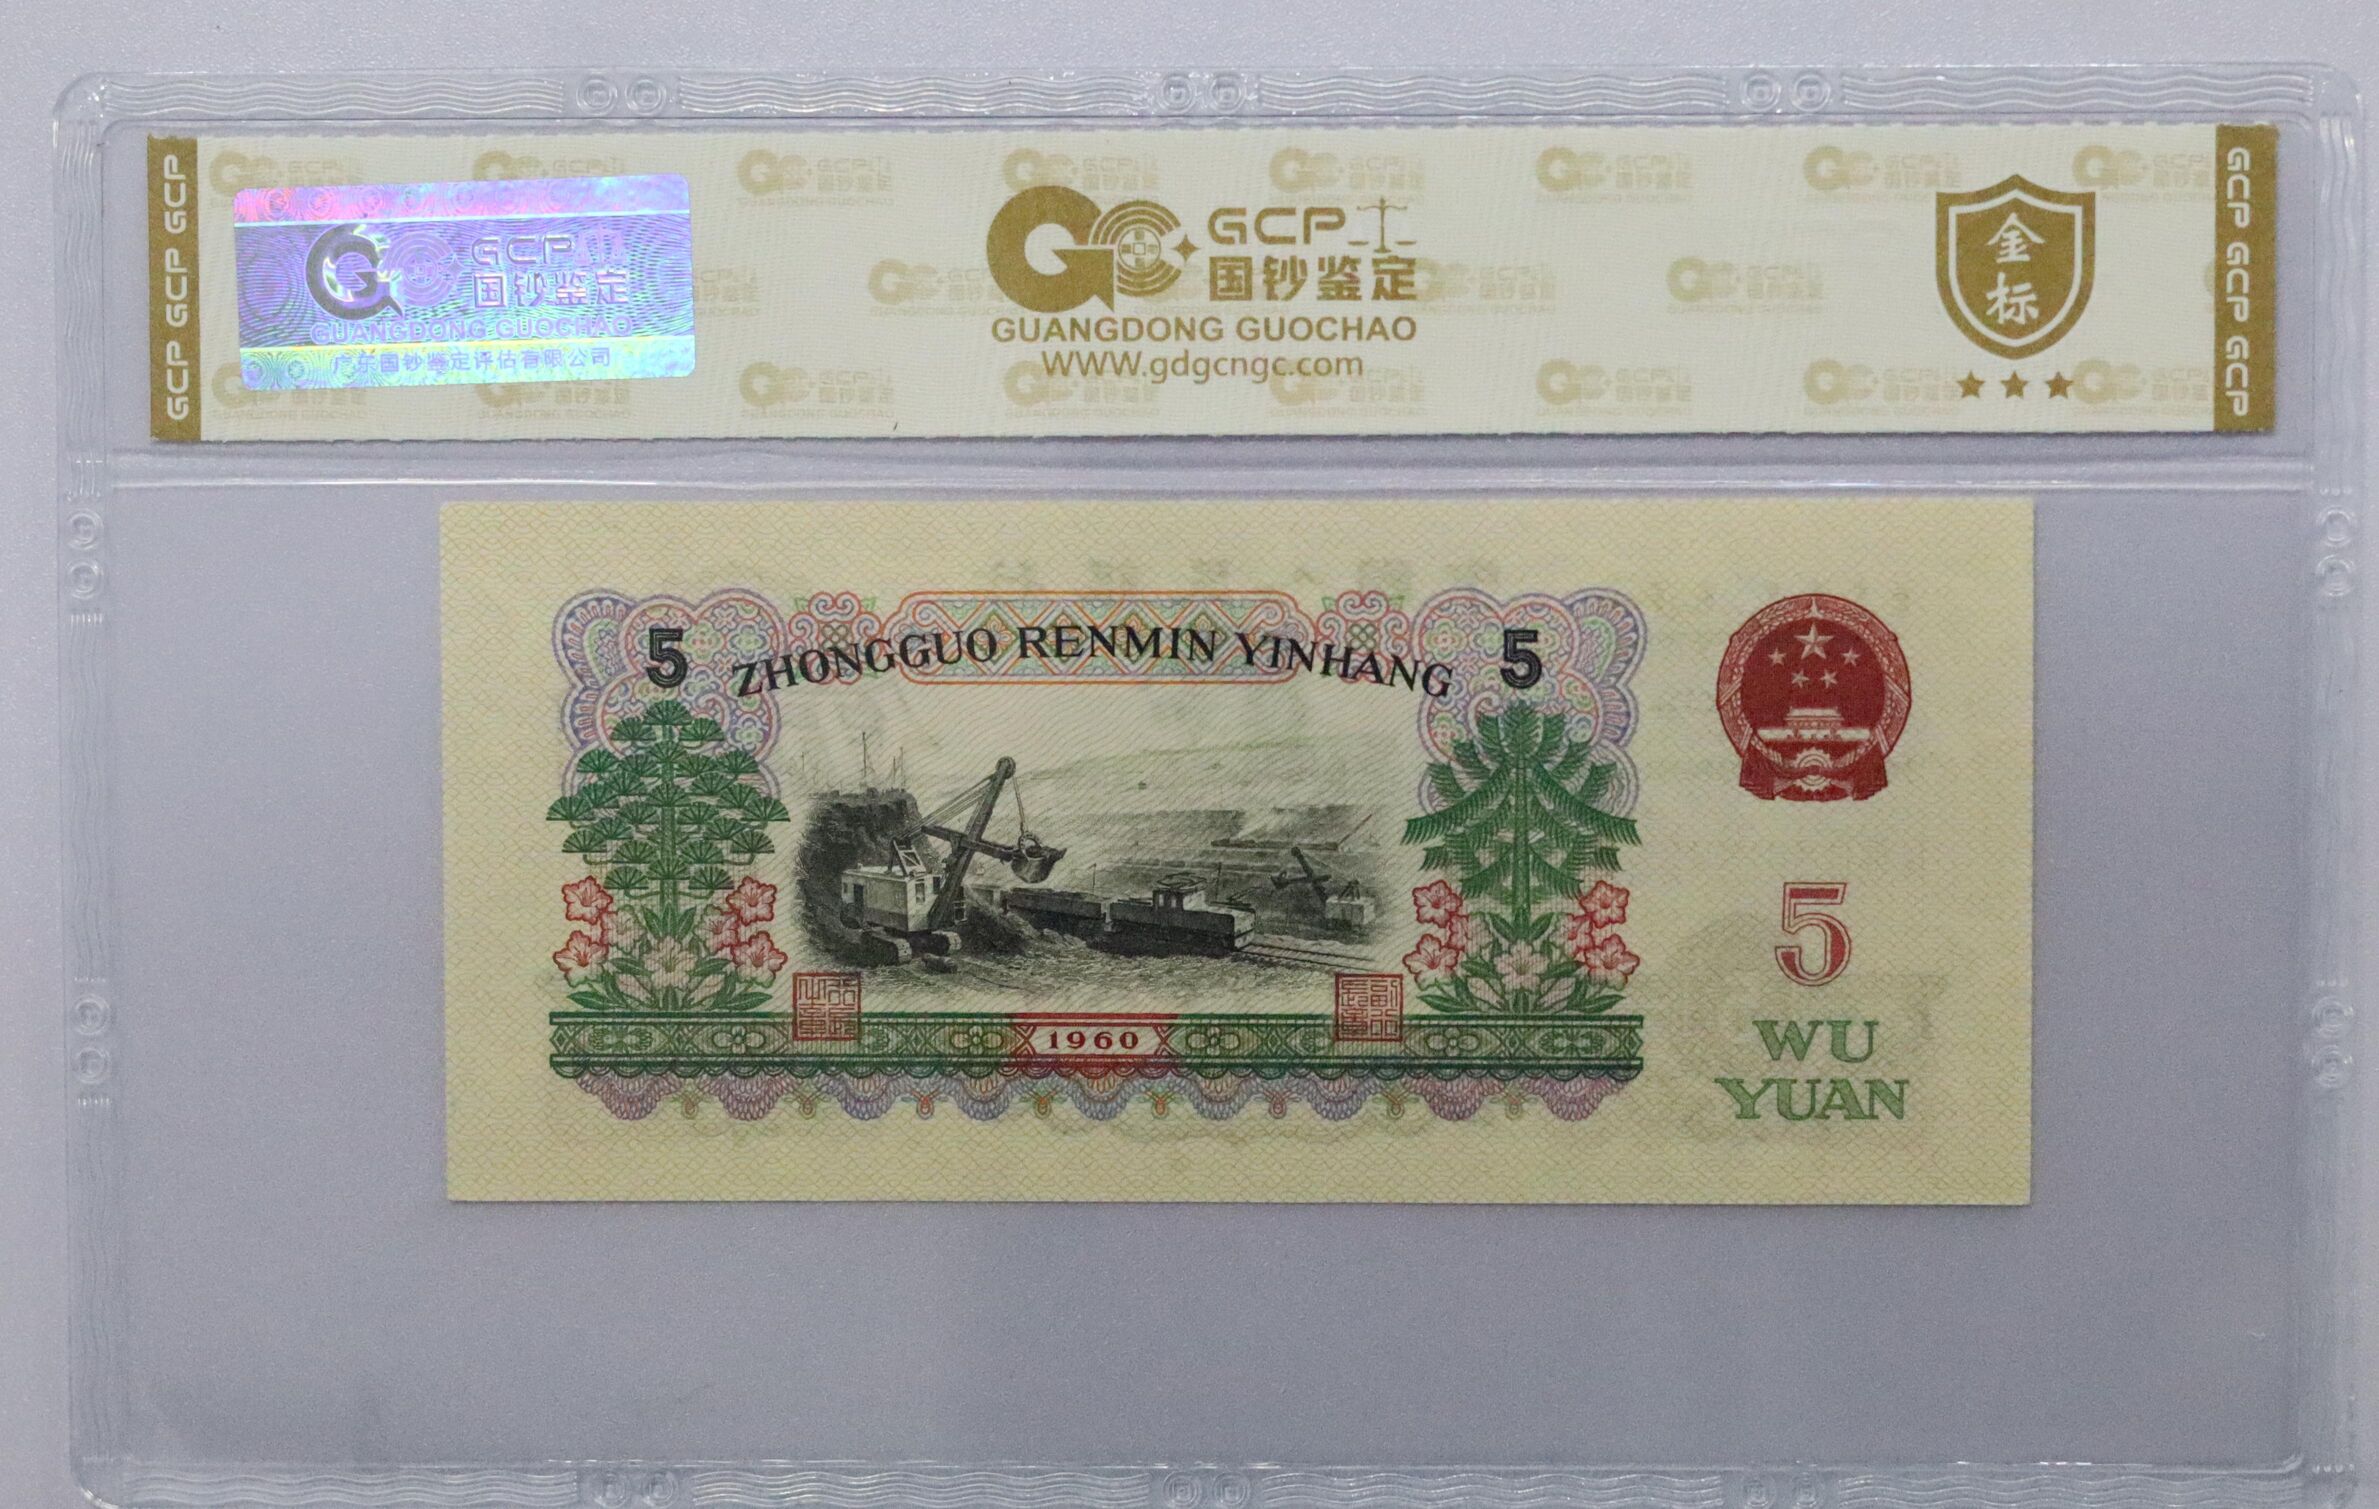 GCP GCP GCP
GCP
国钞鉴定
GUANGDONG GUOCHAO
广东国钞鉴定评估有限公司
GCP
国钞鉴定
GUANGDONG GUOCHAO
WWW.gdgcngc.com
金
标
GCP GCP GCP
5 ZHONGGUO RENMIN YINHANG 5
1960
5
WU
YUAN